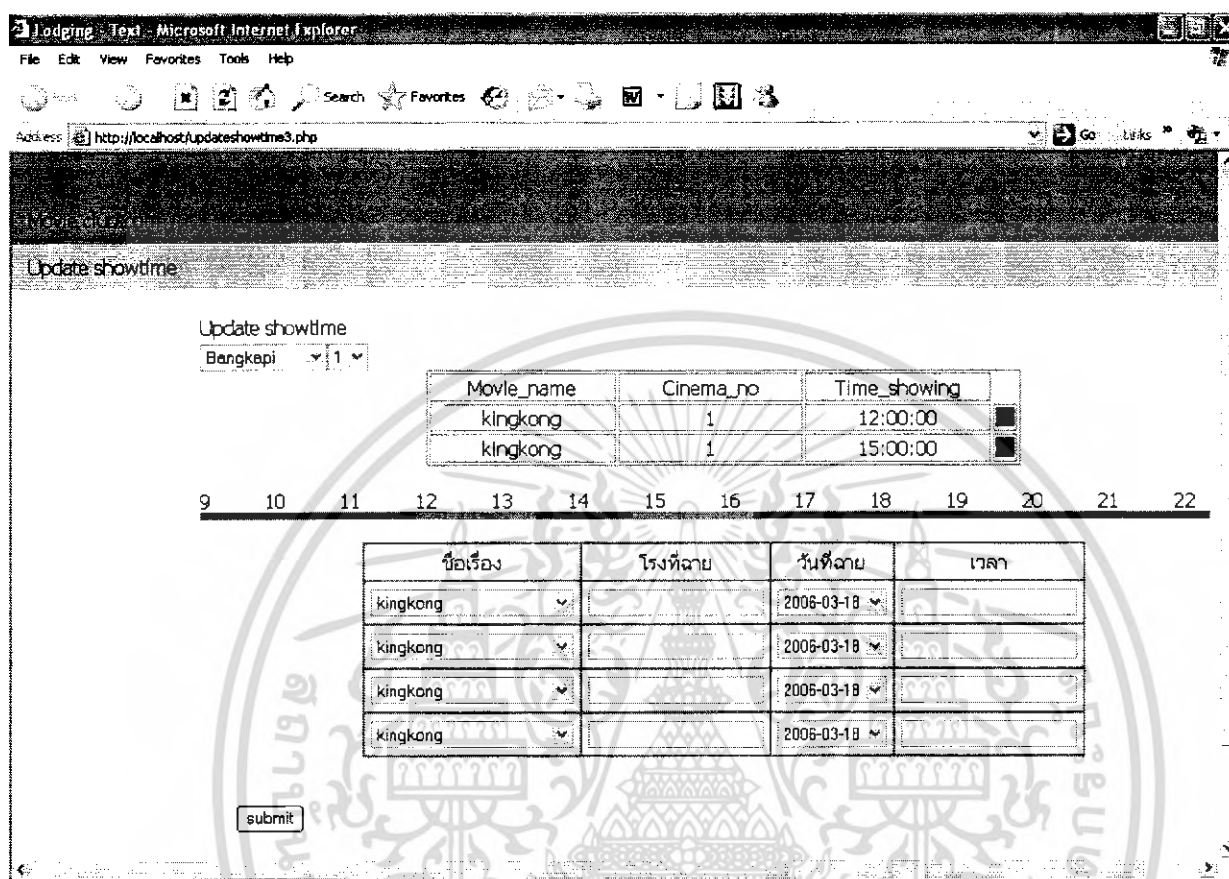 Lodging - Text - Microsoft Internet Explorer
File Edit View Favorites Tools Help
Search Favorites
Address http://localhost/updateshowtime3.php Go Links »
Update showtime
Update showtime
Bangkapi 1
Movie_name Cinema_no Time_showing
kingkong 1 12:00:00
kingkong 1 15:00:00
9 10 11 12 13 14 15 16 17 18 19 20 21 22
ชื่อเรื่อง โรงที่ฉาย วันที่ฉาย เวลา
kingkong 2006-03-18
kingkong 2006-03-18
kingkong 2006-03-18
kingkong 2006-03-18
submit